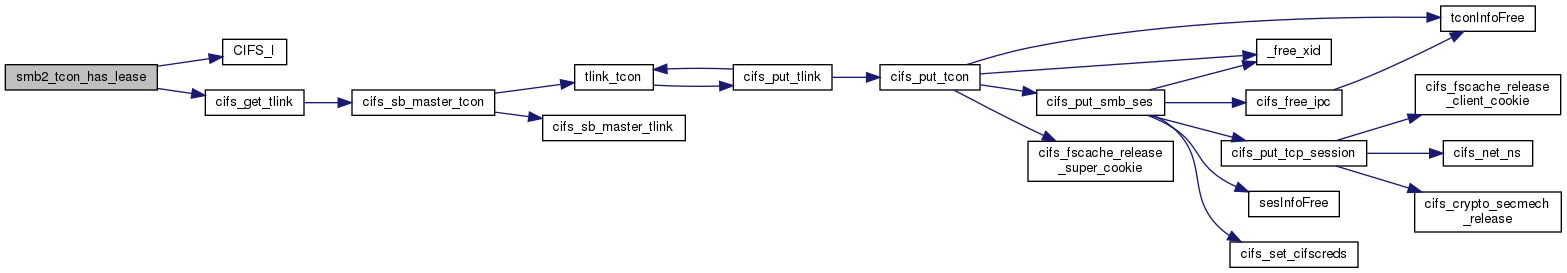 smb2_tcon_has_lease
CIFS_I
cifs_get_tlink
cifs_sb_master_tcon
tlink_tcon
cifs_sb_master_tlink
cifs_put_tlink
cifs_put_tcon
tconInfoFree
_free_xid
cifs_put_smb_ses
cifs_fscache_release
_super_cookie
cifs_free_ipc
cifs_put_tcp_session
sesInfoFree
cifs_set_cifscreds
cifs_fscache_release
_client_cookie
cifs_net_ns
cifs_crypto_secmech
_release